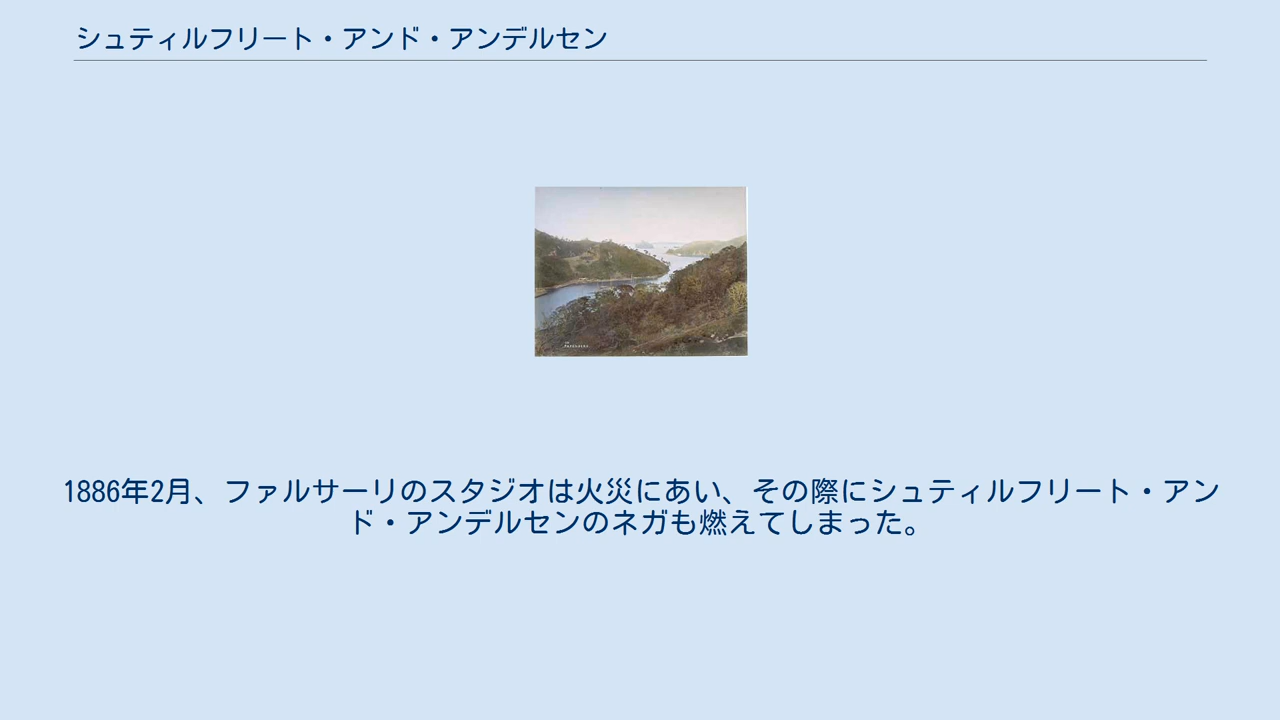 シュティルフリート・アンド・アンデルセン
1886年2月、ファルサーリのスタジオは火災にあい、その際にシュティルフリート・アン
ド・アンデルセンのネガも燃えてしまった。